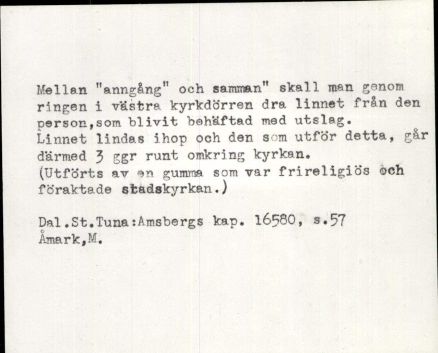 Mellan "anngång" och samman" skall man genom
ringen i västra kyrkdörren dra linnet från den
person,som blivit behäftad med utslag.
Linnet lindas ihop och den som utför detta, går
därmed 3 ggr runt omkring kyrkan.
(Utförts av en gumma som var frireligiös och
föraktade stadskyrkan.)
Dal.St.Tuna:Amsbergs kap. 16580, s.57
Åmark,M.